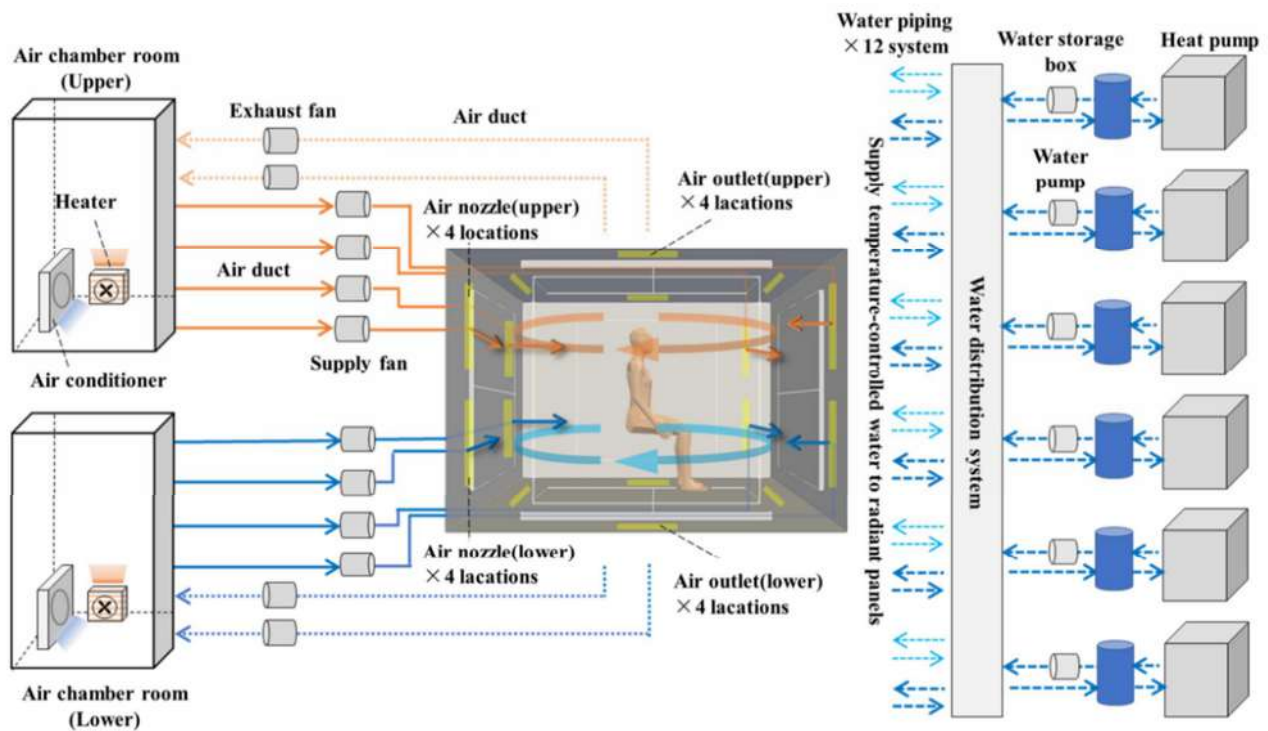 Air chamber room
(Upper)
Exhaust fan
Air duct
Heater
Air nozzle(upper)
×4 locations
Air outlet(upper)
×4 lacations
Air duct
Supply fan
Air conditioner
Air nozzle(lower)
×4 lacations
Air outlet(lower)
×4 lacations
Air chamber room
(Lower)
Water piping
×12 system
Water storage
box
Heat pump
Water
pump
Supply temperature-controlled water to radiant panels
Water distribution system